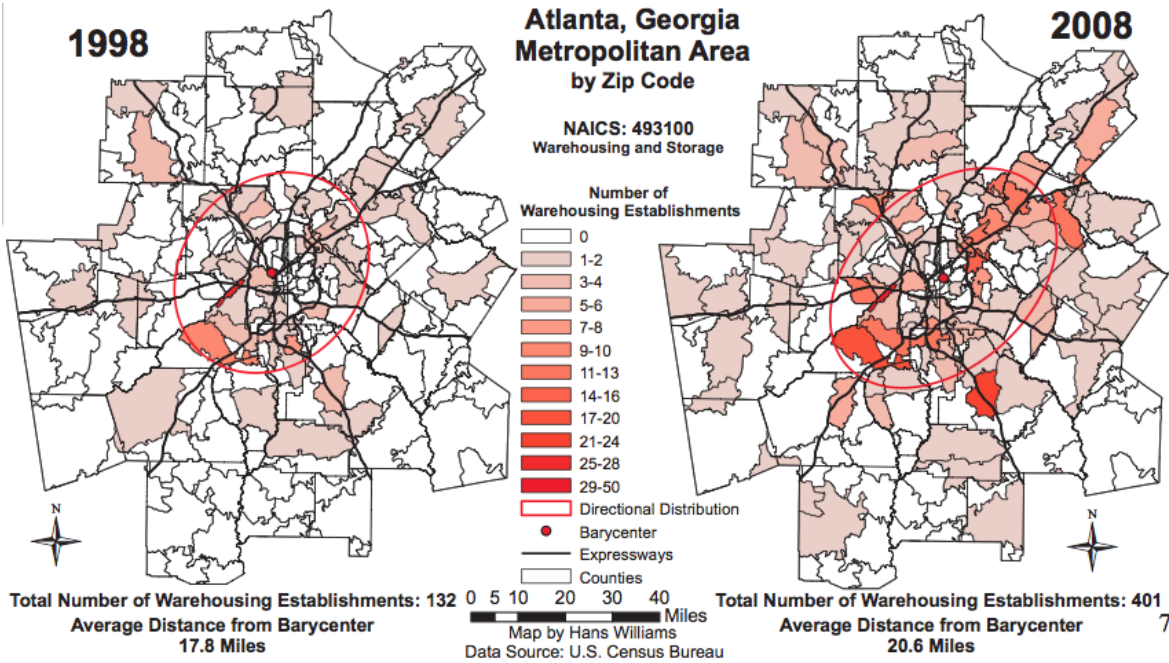 1998
Atlanta, Georgia
Metropolitan Area
by Zip Code
2008
NAICS: 493100
Warehousing and Storage
Number of
Warehousing Establishments
0
1-2
3-4
5-6
7-8
9-10
11-13
14-16
17-20
21-24
25-28
29-50
Directional Distribution
Barycenter
Expressways
Counties
N
N
Total Number of Warehousing Establishments: 132
Average Distance from Barycenter
17.8 Miles
0 5 10 20 30 40
Miles
Map by Hans Williams
Data Source: U.S. Census Bureau
Total Number of Warehousing Establishments: 401
Average Distance from Barycenter
20.6 Miles
7